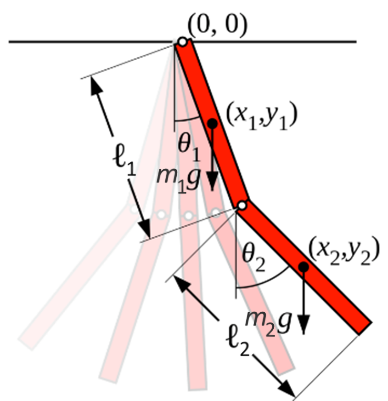 (0, 0)
(x₁,y₁)
θ₁
ℓ₁
m₁g
(x₂,y₂)
θ₂
m₂g
ℓ₂